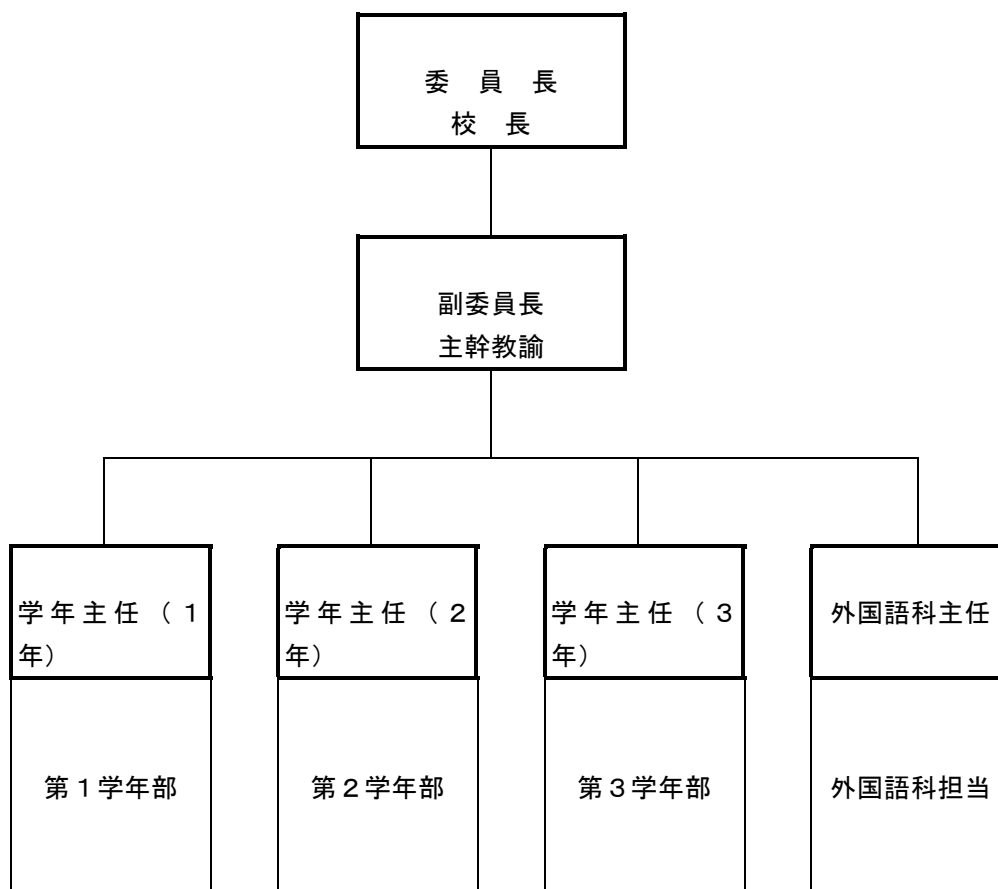 委　員　長
校　長
副委員長
主幹教諭
学年主任（１
年）
学年主任（２
年）
学年主任（３
年）
外国語科主任
第１学年部
第２学年部
第３学年部
外国語科担当